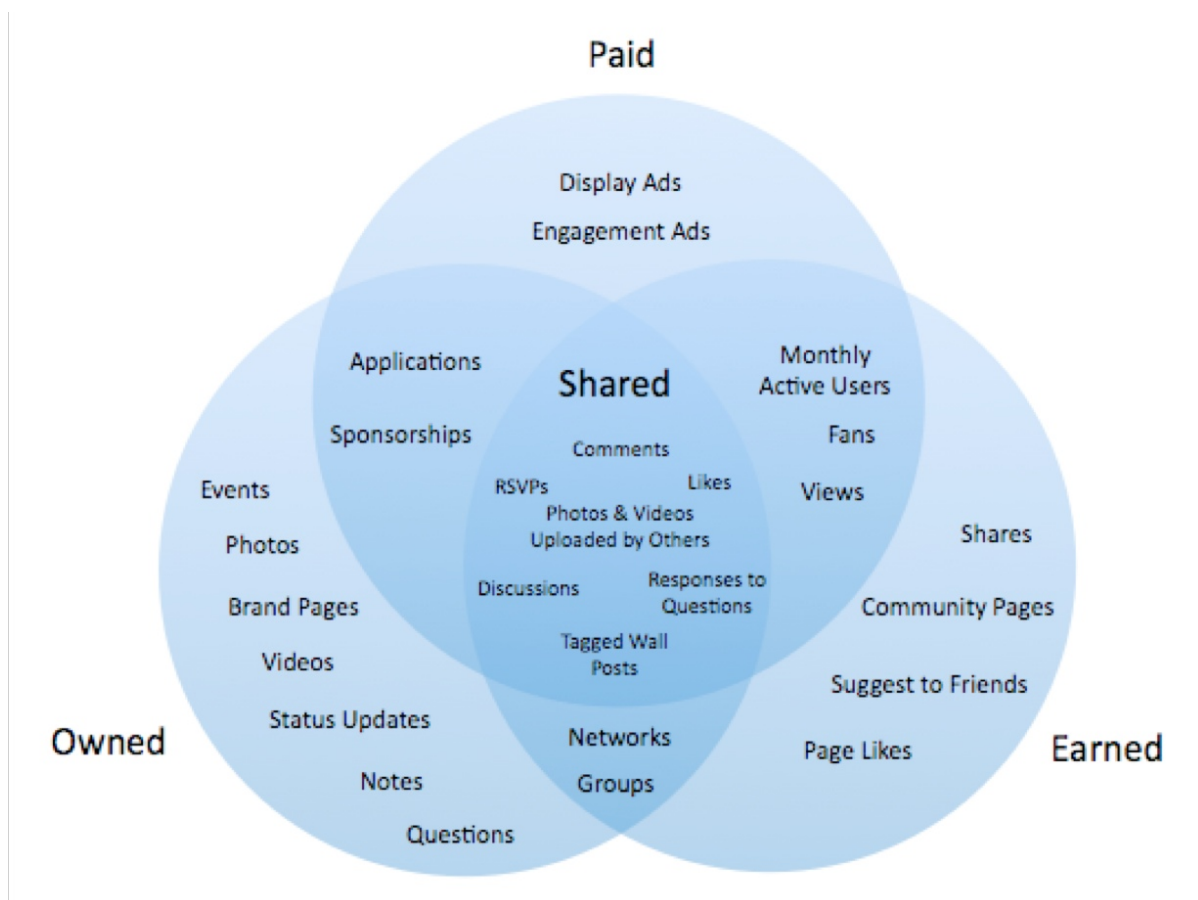 Paid
Display Ads
Engagement Ads
Applications
Sponsorships
Shared
Comments
RSVPs
Likes
Photos & Videos
Uploaded by Others
Discussions
Responses to
Questions
Tagged Wall
Posts
Monthly
Active Users
Fans
Views
Events
Photos
Brand Pages
Videos
Status Updates
Notes
Questions
Owned
Networks
Groups
Shares
Community Pages
Suggest to Friends
Page Likes
Earned